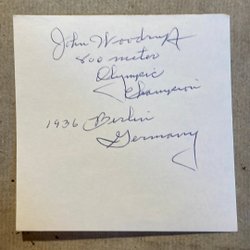 John Woodruff
800 meter
Olympic
Champion
1936 Berlin
Germany